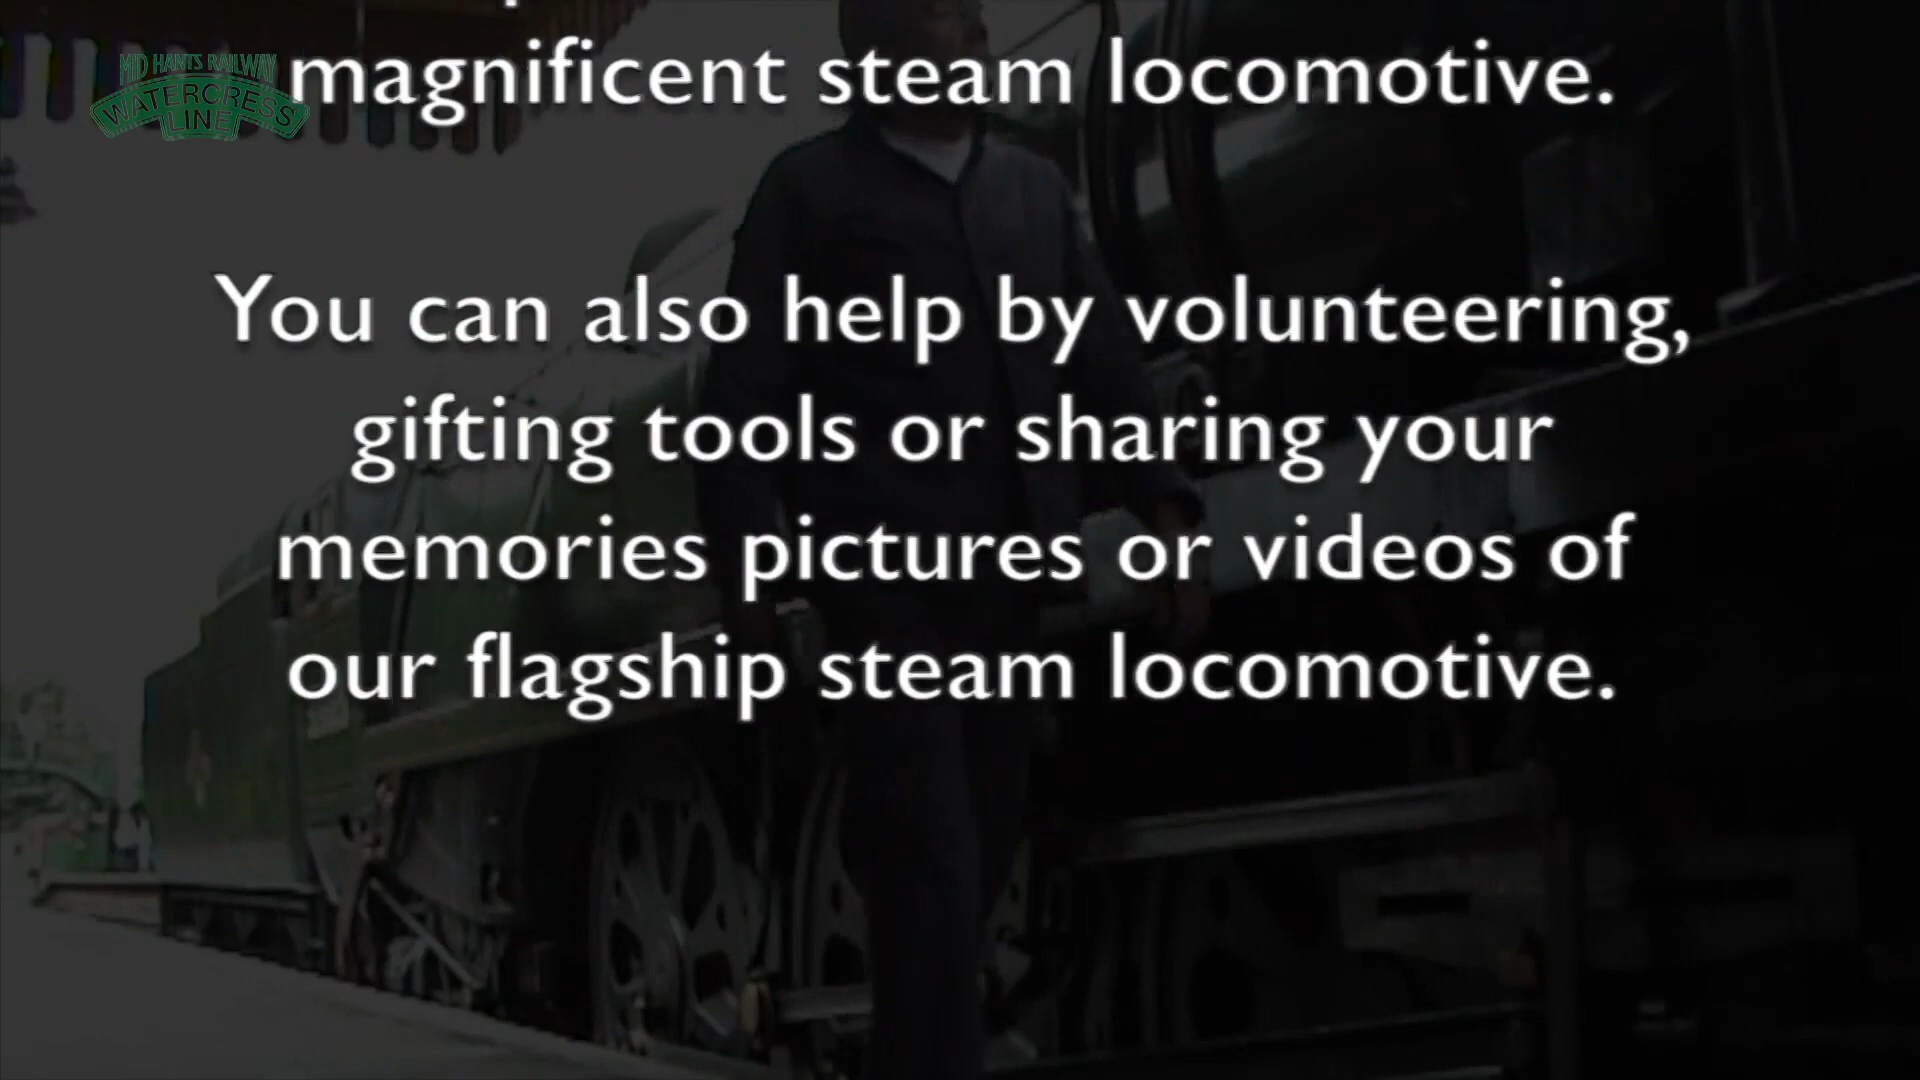 MID HANTS RAILWAY
WATERCRESS
LINE
magnificent steam locomotive.
You can also help by volunteering,
gifting tools or sharing your
memories pictures or videos of
our flagship steam locomotive.